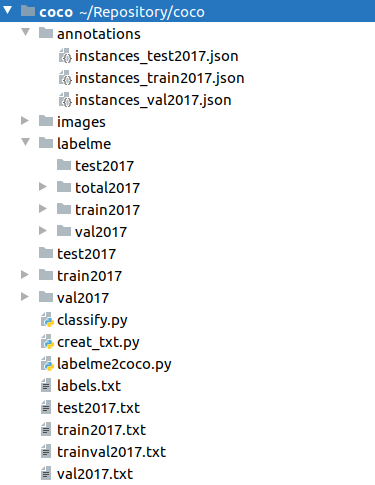 coco ~/Repository/coco
annotations
instances_test2017.json
instances_train2017.json
instances_val2017.json
images
labelme
test2017
total2017
train2017
val2017
test2017
train2017
val2017
classify.py
creat_txt.py
labelme2coco.py
labels.txt
test2017.txt
train2017.txt
trainval2017.txt
val2017.txt